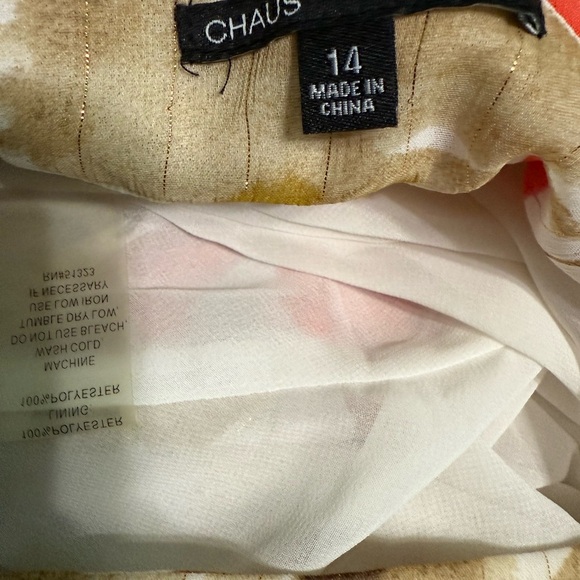 CHAUS
14
MADE IN
CHINA
100%POLYESTER
LINING
100%POLYESTER
MACHINE
WASH COLD
DO NOT USE BLEACH,
TUMBLE DRY LOW,
USE LOW IRON
IF NECESSARY
RN#51323